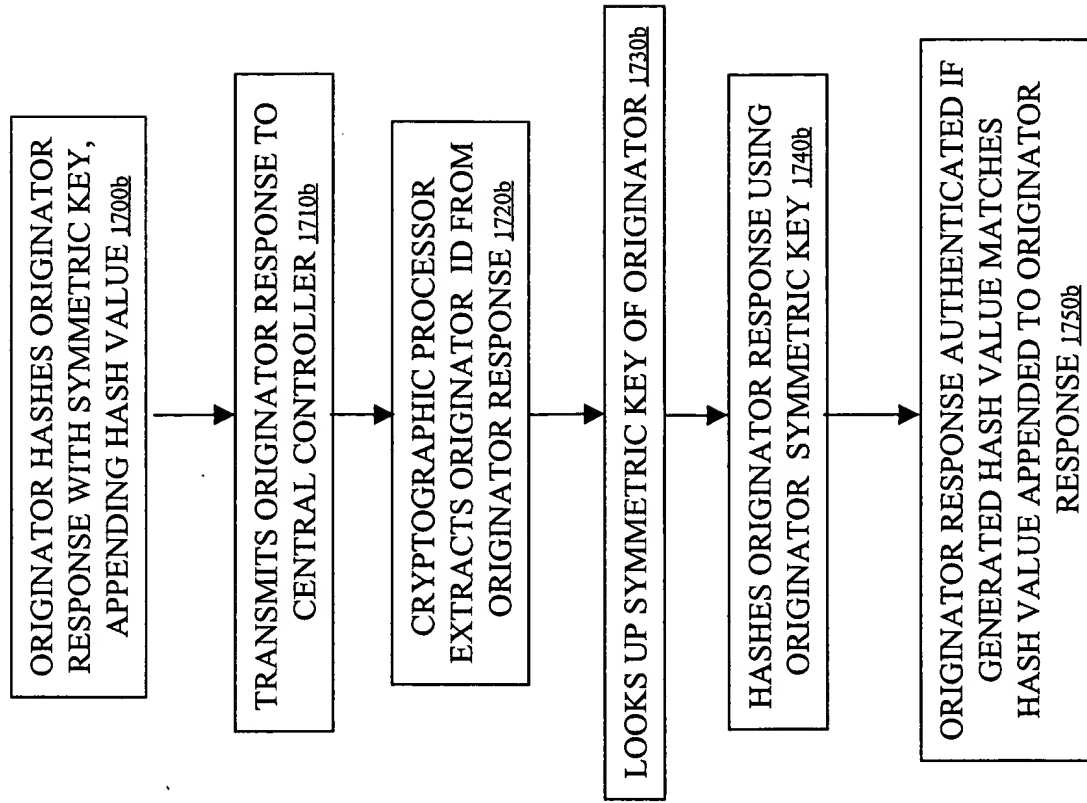 ORIGINATOR HASHES ORIGINATOR
RESPONSE WITH SYMMETRIC KEY,
APPENDING HASH VALUE 1700b
TRANSMITS ORIGINATOR RESPONSE TO
CENTRAL CONTROLLER 1710b
CRYPTOGRAPHIC PROCESSOR
EXTRACTS ORIGINATOR ID FROM
ORIGINATOR RESPONSE 1720b
LOOKS UP SYMMETRIC KEY OF ORIGINATOR 1730b
HASHES ORIGINATOR RESPONSE USING
ORIGINATOR SYMMETRIC KEY 1740b
ORIGINATOR RESPONSE AUTHENTICATED IF
GENERATED HASH VALUE MATCHES
HASH VALUE APPENDED TO ORIGINATOR
RESPONSE 1750b